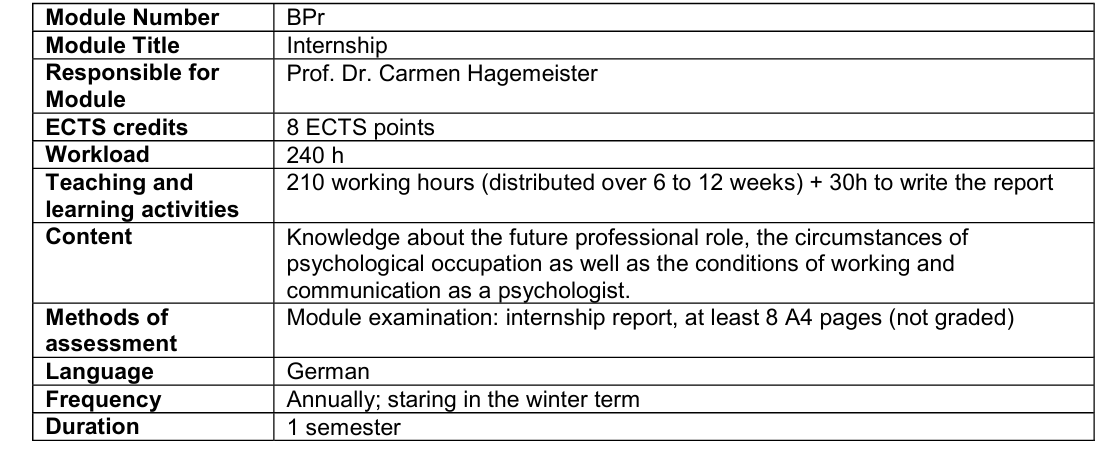 Module Number BPr
Module Title Internship
Responsible for Prof. Dr. Carmen Hagemeister
Module
ECTS credits 8 ECTS points
Workload 240 h
Teaching and 210 working hours (distributed over 6 to 12 weeks) + 30h to write the report
learning activities
Content Knowledge about the future professional role, the circumstances of
psychological occupation as well as the conditions of working and
communication as a psychologist.
Methods of Module examination: internship report, at least 8 A4 pages (not graded)
assessment
Language German
Frequency Annually; staring in the winter term
Duration 1 semester